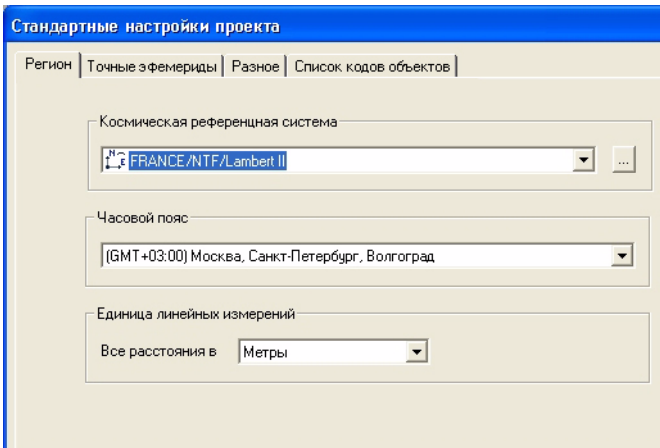 Стандартные настройки проекта
Регион Точные эфемериды Разное Список кодов объектов
Космическая референцная система
FRANCE/NTF/Lambert II
...
Часовой пояс
(GMT+03:00) Москва, Санкт-Петербург, Волгоград
Единица линейных измерений
Все расстояния в Метры